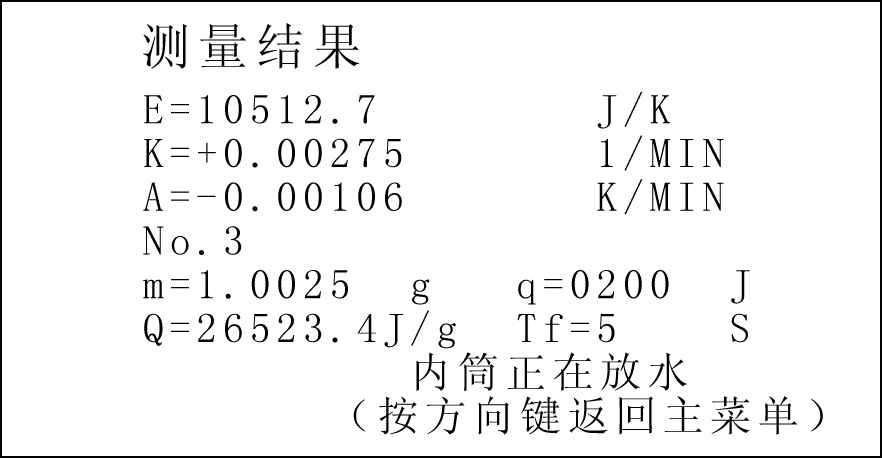 测量结果
E=10512.7 J/K
K=+0.00275 1/MIN
A=-0.00106 K/MIN
No.3
m=1.0025 g q=0200 J
Q=26523.4J/g Tf=5 S
内筒正在放水
（按方向键返回主菜单）